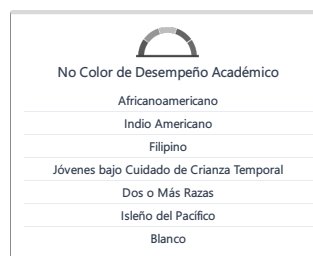 No Color de Desempeño Académico
Africanoamericano
Indio Americano
Filipino
Jóvenes bajo Cuidado de Crianza Temporal
Dos o Más Razas
Isleño del Pacífico
Blanco